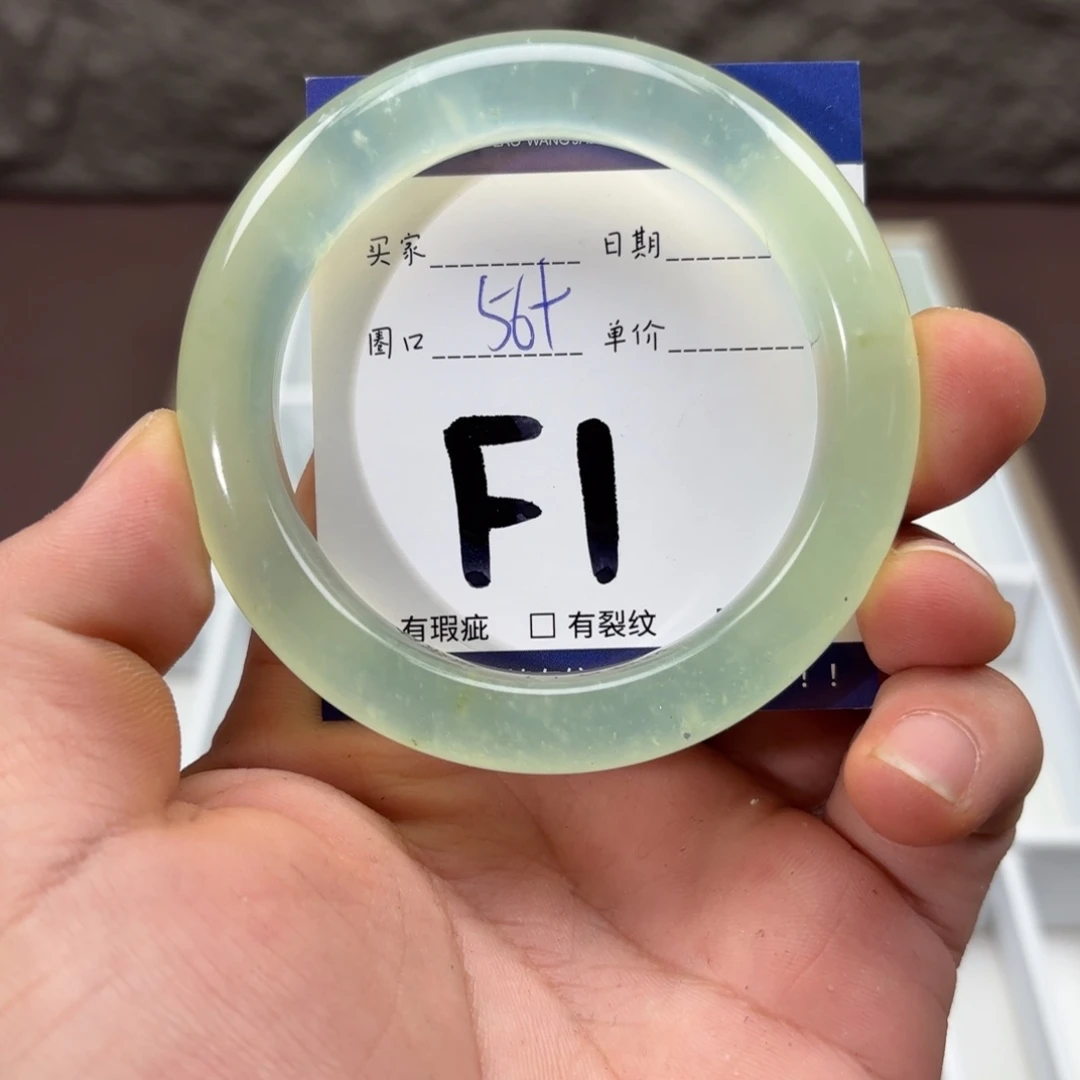 买家 日期
圈口 56+ 单价
F1
有瑕疵 □ 有裂纹
！！